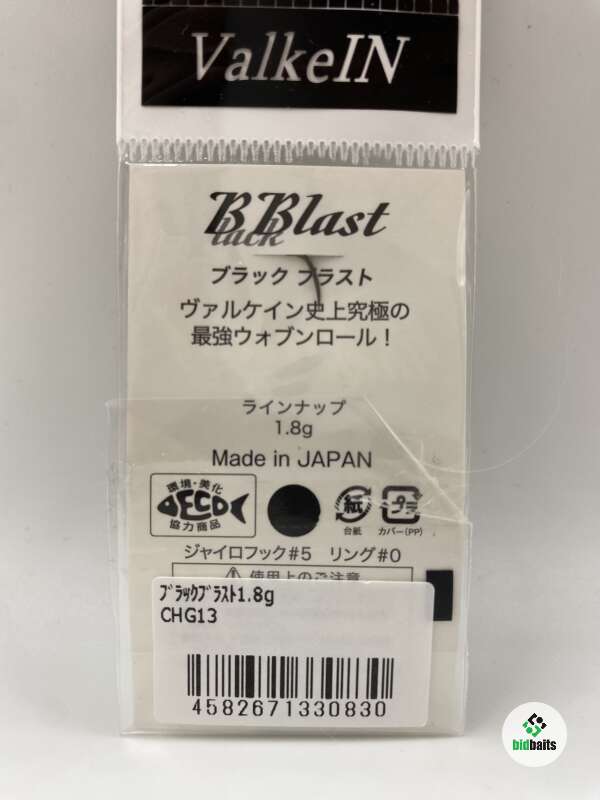 ValkeIN
Black Blast
ブラック ブラスト
ヴァルケイン史上究極の
最強ウォブンロール！
ラインナップ
1.8g
Made in JAPAN
環境・美化
ECO
協力商品
紙
台紙
プラ
カバー(PP)
ジャイロフック#5 リング#0
使用上のご注意
ﾌﾞﾗｯｸﾌﾞﾗｽﾄ1.8g
CHG13
4582671330830
bidbaits